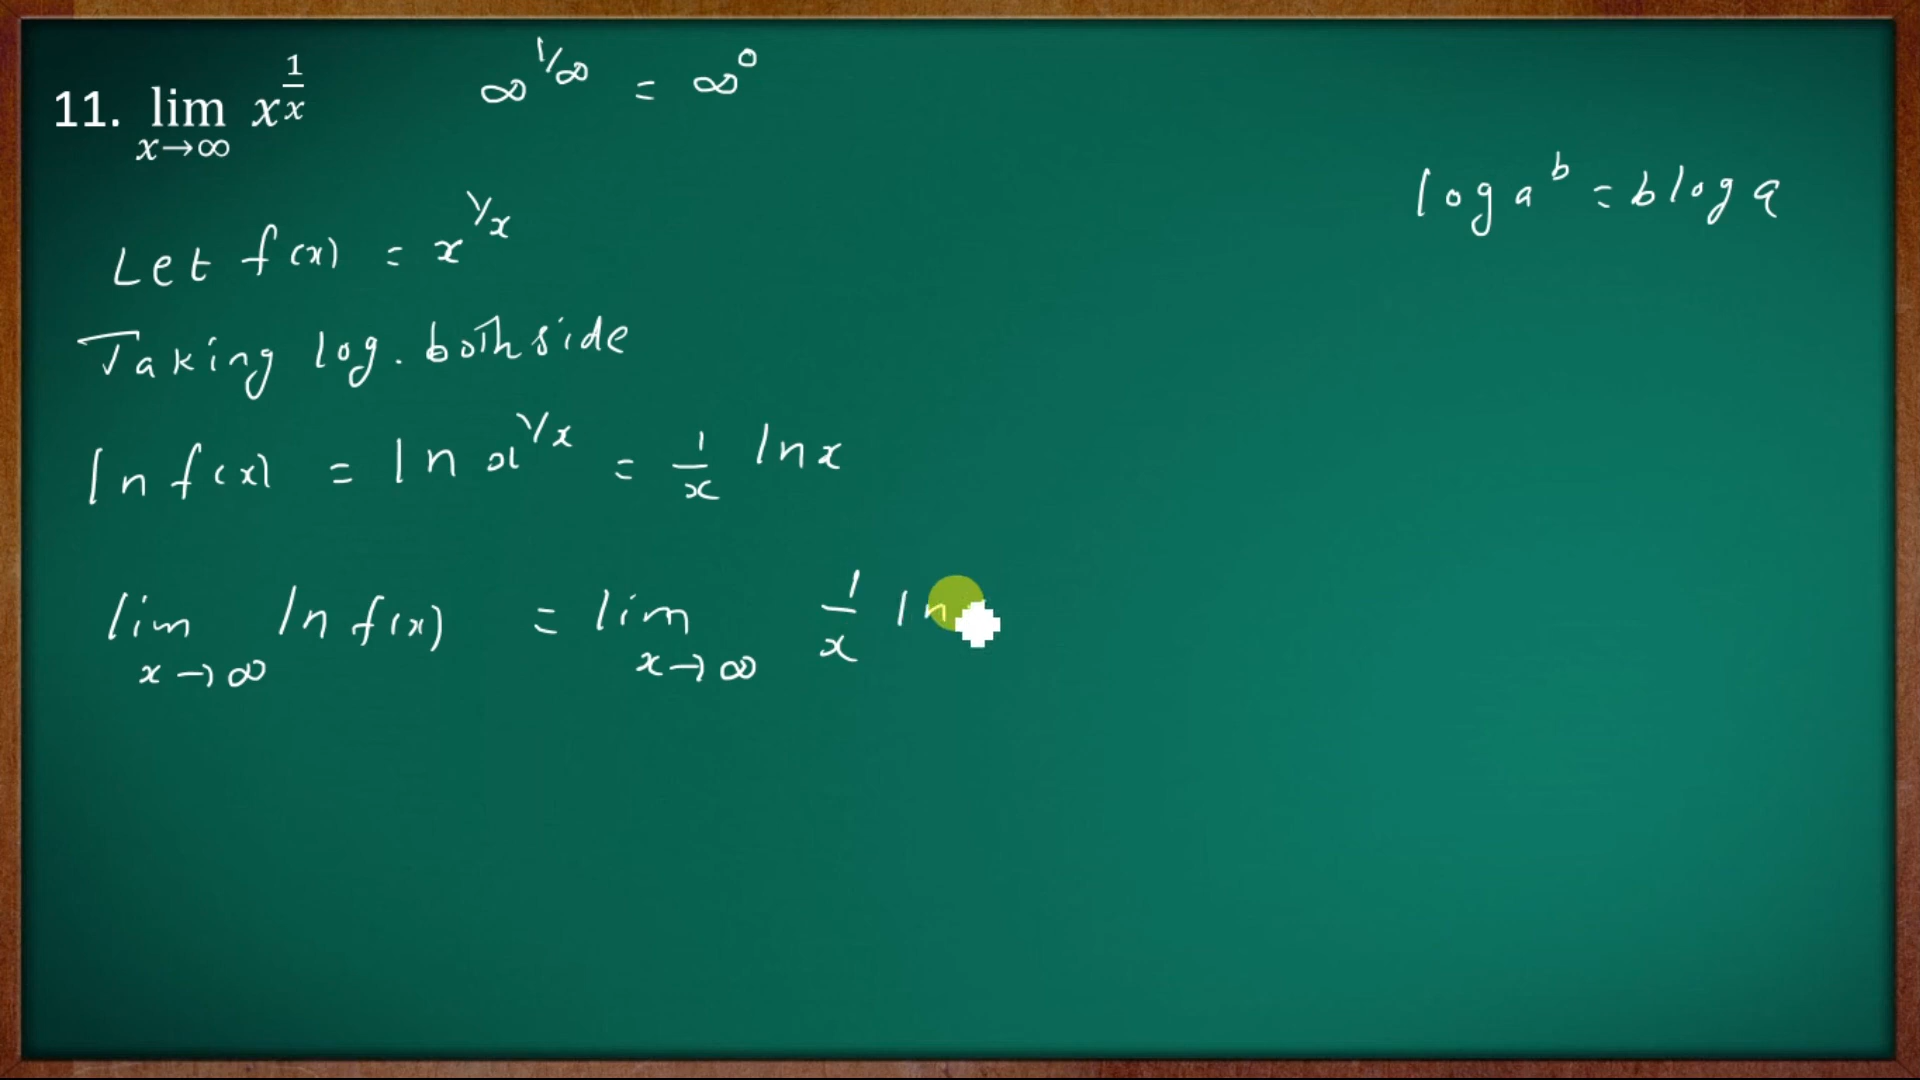 11. lim x→∞ x^(1/x) ∞^(1/∞) = ∞^0
log a^b = b log a
Let f(x) = x^(1/x)
Taking log. both side
ln f(x) = ln x^(1/x) = 1/x ln x
lim x→∞ ln f(x) = lim x→∞ 1/x ln